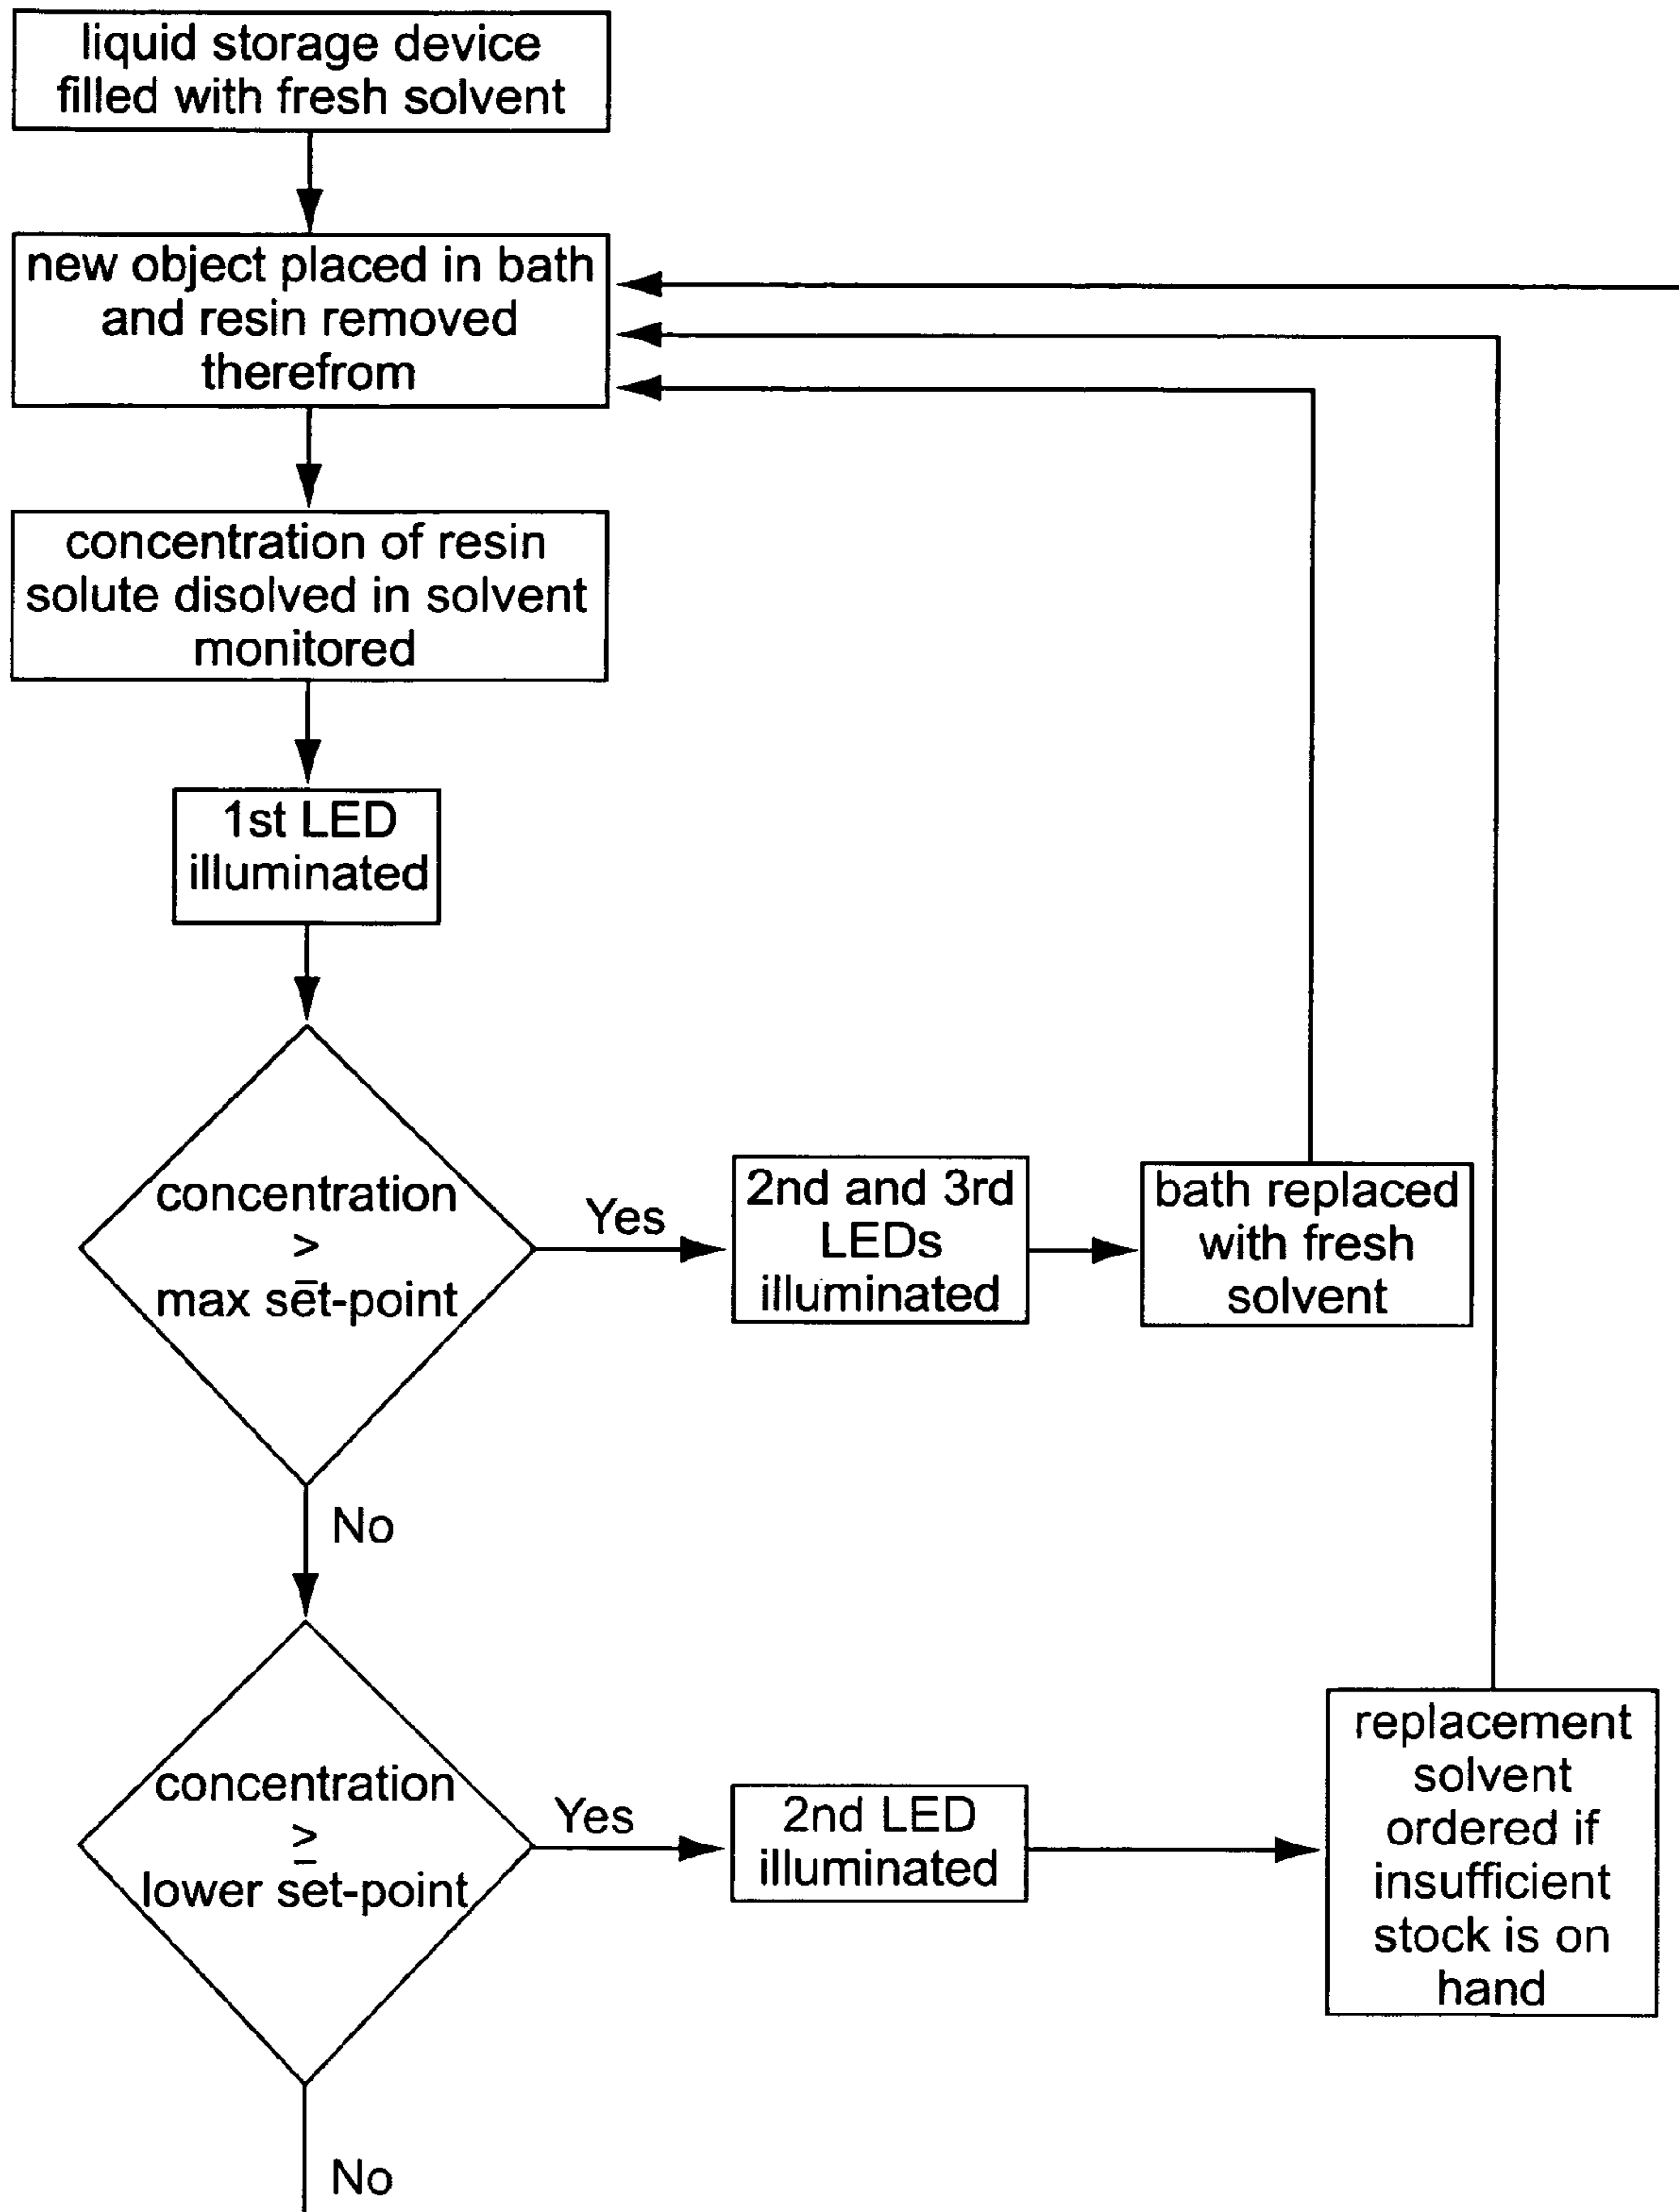 liquid storage device
filled with fresh solvent
new object placed in bath
and resin removed
therefrom
concentration of resin
solute disolved in solvent
monitored
1st LED
illuminated
concentration
≥
max set-point
Yes
2nd and 3rd
LEDs
illuminated
bath replaced
with fresh
solvent
No
concentration
≥
lower set-point
Yes
2nd LED
illuminated
replacement
solvent
ordered if
insufficient
stock is on
hand
No